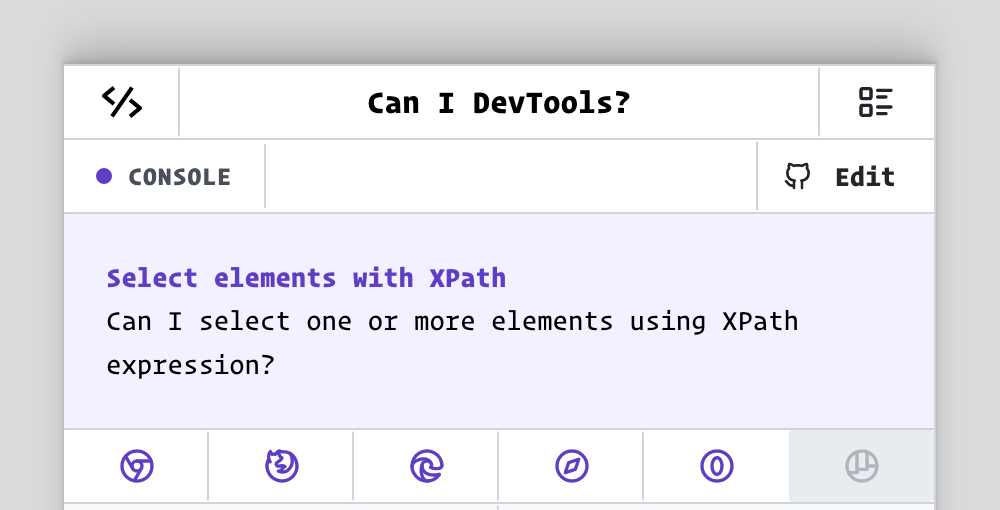 Can I DevTools?
CONSOLE
Edit
Select elements with XPath
Can I select one or more elements using XPath
expression?